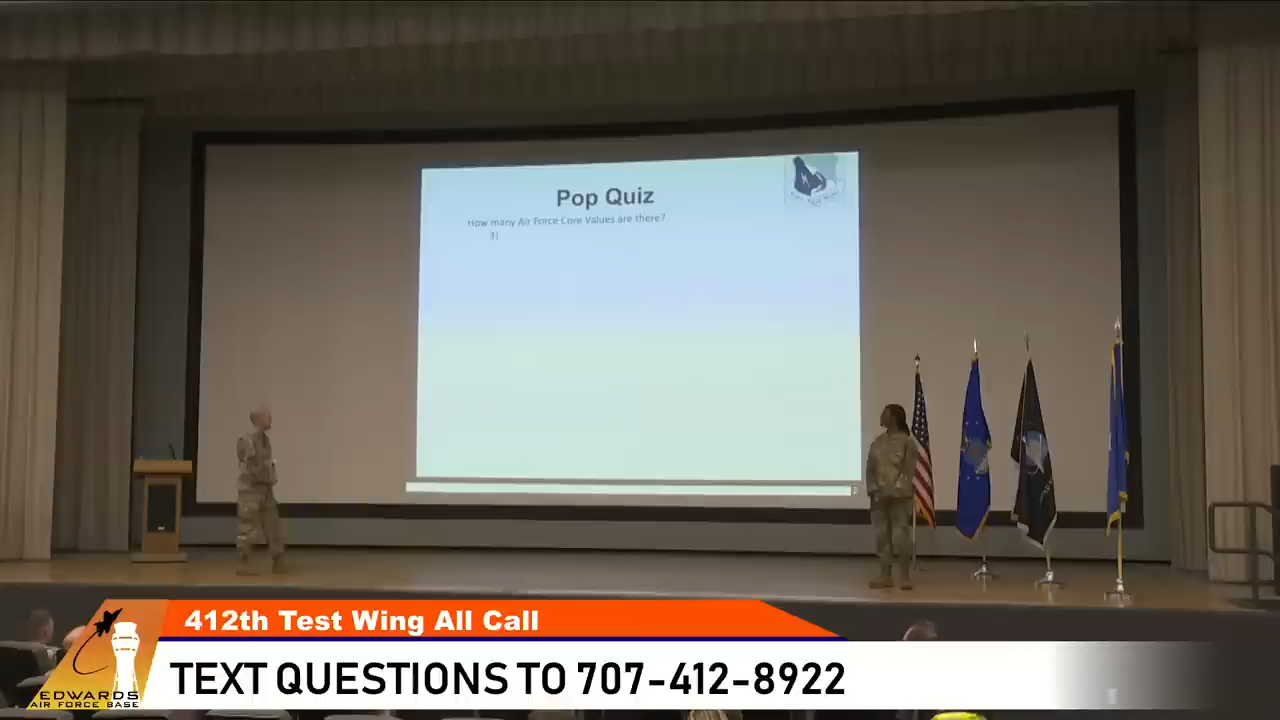 Pop Quiz
How many Air Force Core Values are there?
3!
412th Test Wing All Call
TEXT QUESTIONS TO 707-412-8922
EDWARDS
AIR FORCE BASE